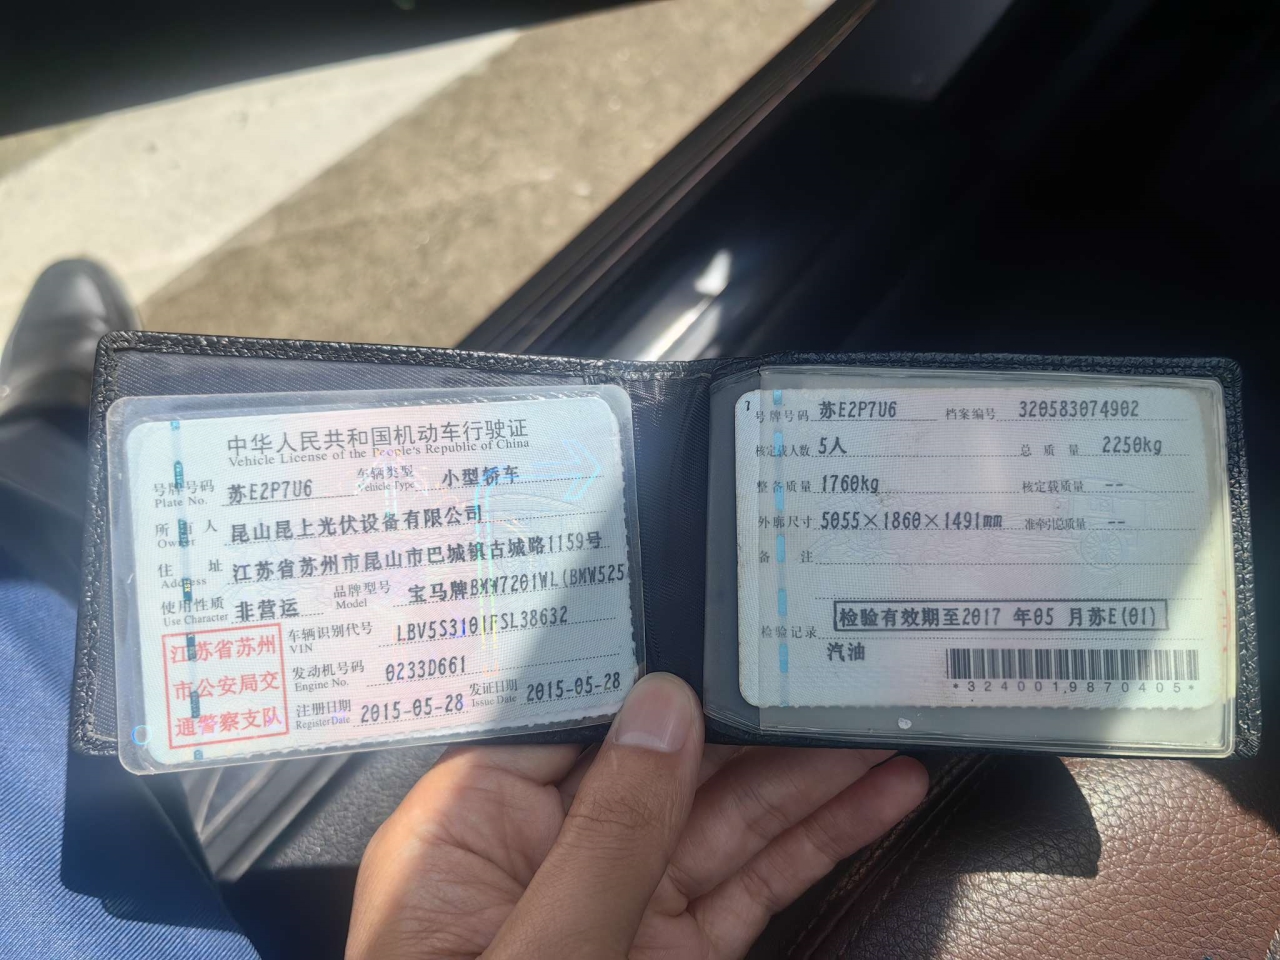 中华人民共和国机动车行驶证
Vehicle License of the People's Republic of China
号牌号码 苏E2P7U6 车辆类型 小型轿车
Plate No. Vehicle Type
所有人 昆山昆上光伏设备有限公司
Owner
住址 江苏省苏州市昆山市巴城镇古城路1159号
Address
使用性质 非营运 品牌型号 宝马牌BMW7201WL(BMW525
Use Character Model
江苏省苏州
市公安局交
通警察支队
车辆识别代号 LBV5S3101FSL38632
VIN
发动机号码 0233D661
Engine No.
注册日期 2015-05-28 发证日期 2015-05-28
Register Date Issue Date
号牌号码 苏E2P7U6 档案编号 320583074902
核定载人数 5人 总质量 2250kg
整备质量 1760kg 核定载质量 --
外廓尺寸 5055×1860×1491mm 准牵引总质量 --
备注
检验有效期至2017 年05 月苏E(01)
检验记录
汽油
*3240019870405*